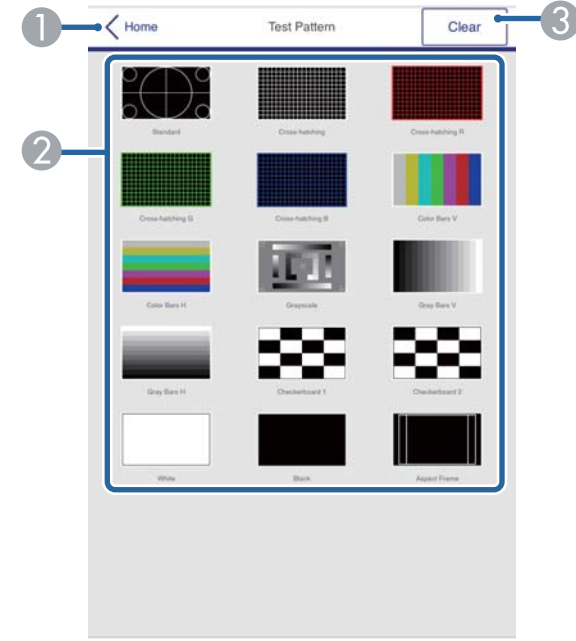 1
Home
Test Pattern
Clear
3
2
Standard
Cross-hatching
Cross-hatching R
Cross-hatching G
Cross-hatching B
Color Bars V
Color Bars H
Grayscale
Gray Bars V
Gray Bars H
Checkerboard 1
Checkerboard 2
White
Black
Aspect Frame